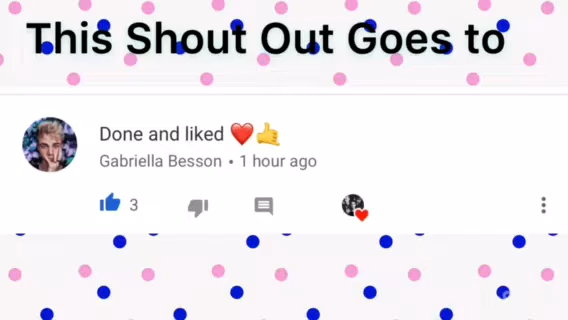 This Shout Out Goes to
Done and liked ❤️🤙
Gabriella Besson • 1 hour ago
3